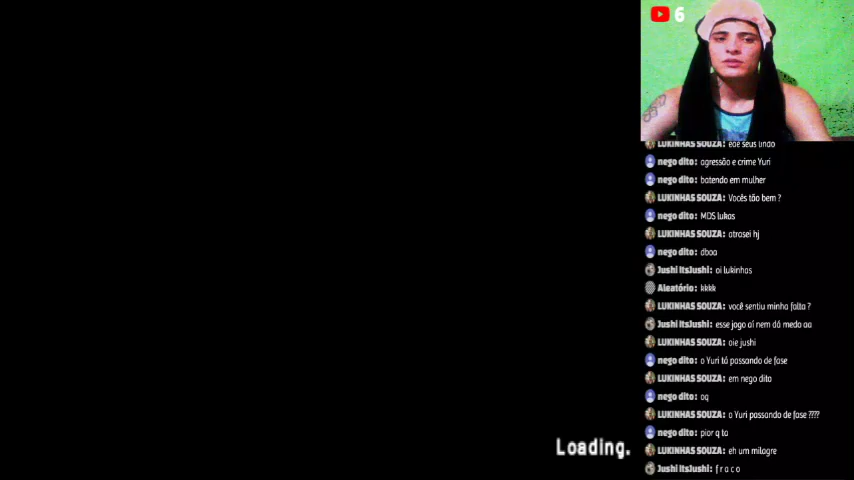 6
LUKINHAS SOUZA: eae seus lindo
nego dito: agressão e crime Yuri
nego dito: batendo em mulher
LUKINHAS SOUZA: Vocês tão bem ?
nego dito: MDS lukas
LUKINHAS SOUZA: atrasei hj
nego dito: dboa
Jushi ItsJushi: oi lukinhas
Aleatório: kkkk
LUKINHAS SOUZA: você sentiu minha falta ?
Jushi ItsJushi: esse jogo aí nem dá medo aa
LUKINHAS SOUZA: oie jushi
nego dito: o Yuri tá passando de fase
LUKINHAS SOUZA: em nego dito
nego dito: oq
LUKINHAS SOUZA: o Yuri passando de fase ????
nego dito: pior q ta
LUKINHAS SOUZA: eh um milagre
Loading.
Jushi ItsJushi: f r a c o